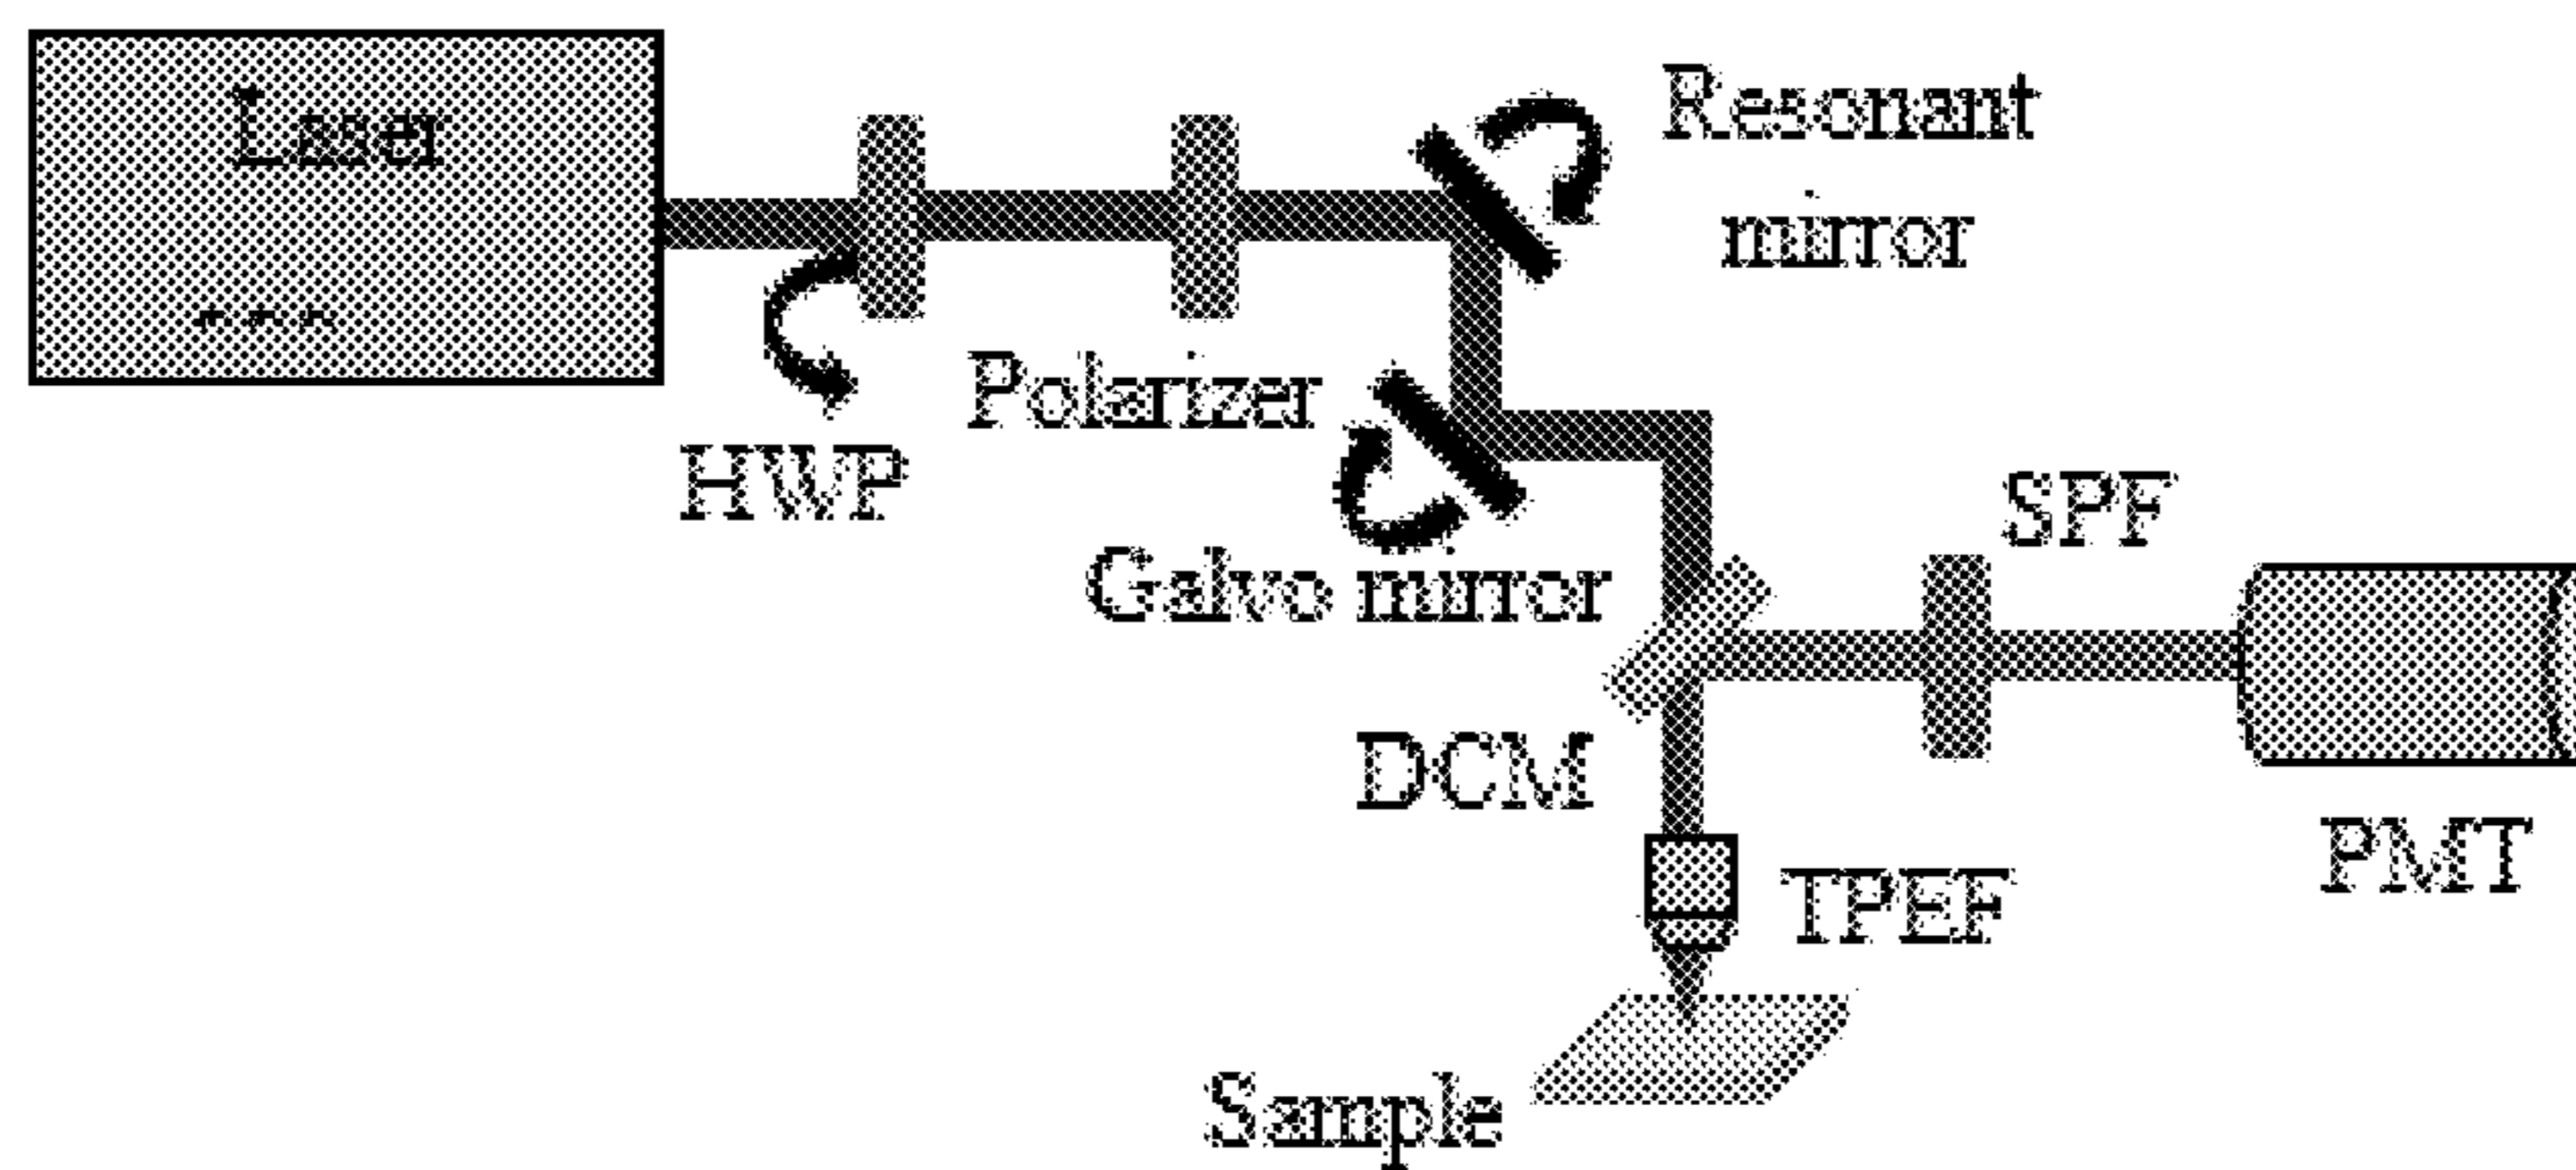 Laser
Resonant
mirror
Polarizer
HWP
Galvo mirror
SPF
DCM
PMT
TPEF
Sample